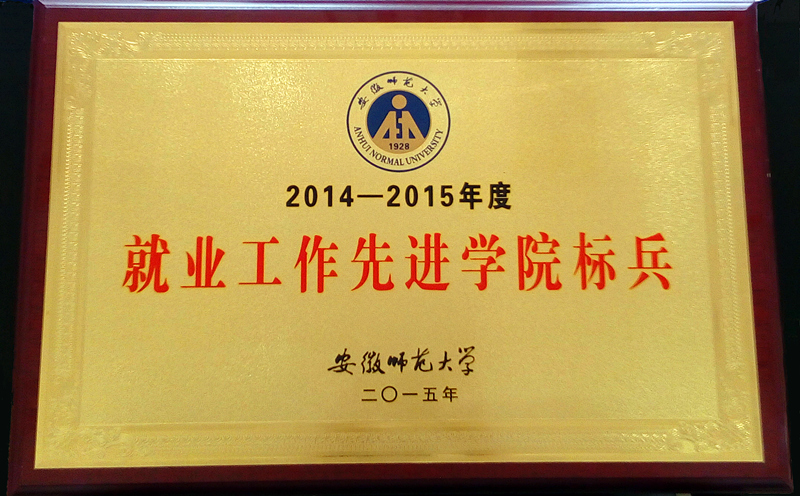 安徽师范大学
ANHUI NORMAL UNIVERSITY
1928
2014—2015年度
就业工作先进学院标兵
安徽师范大学
二〇一五年